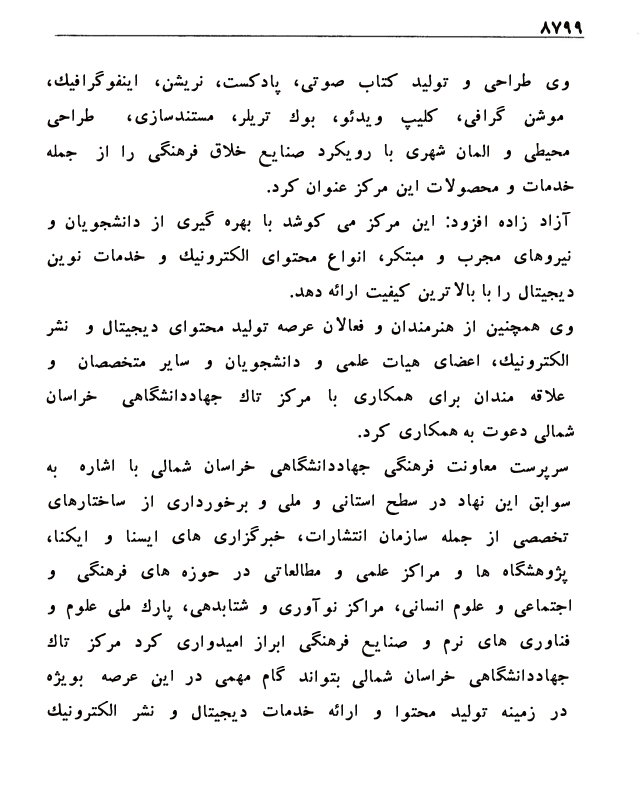 ۸۷۹۹
وی طراحی و تولید کتاب صوتی، پادکست، نریشن، اینفوگرافیك،
موشن گرافی، کلیپ ویدئو، بوك تریلر، مستندسازی، طراحی
محیطی و المان شهری با رویکرد صنایع خلاق فرهنگی را از جمله
خدمات و محصولات این مرکز عنوان کرد.
آزاد زاده افزود: این مرکز می کوشد با بهره گیری از دانشجویان و
نیروهای مجرب و مبتکر، انواع محتوای الکترونیك و خدمات نوین
دیجیتال را با بالاترین کیفیت ارائه دهد.
وی همچنین از هنرمندان و فعالان عرصه تولید محتوای دیجیتال و نشر
الکترونیك، اعضای هیات علمی و دانشجویان و سایر متخصصان و
علاقه مندان برای همکاری با مرکز تاك جهاددانشگاهی خراسان
شمالی دعوت به همکاری کرد.
سرپرست معاونت فرهنگی جهاددانشگاهی خراسان شمالی با اشاره به
سوابق این نهاد در سطح استانی و ملی و برخورداری از ساختارهای
تخصصی از جمله سازمان انتشارات، خبرگزاری های ایسنا و ایکنا،
پژوهشگاه ها و مراکز علمی و مطالعاتی در حوزه های فرهنگی و
اجتماعی و علوم انسانی، مراکز نوآوری و شتابدهی، پارك ملی علوم و
فناوری های نرم و صنایع فرهنگی ابراز امیدواری کرد مرکز تاك
جهاددانشگاهی خراسان شمالی بتواند گام مهمی در این عرصه بویژه
در زمینه تولید محتوا و ارائه خدمات دیجیتال و نشر الکترونیك